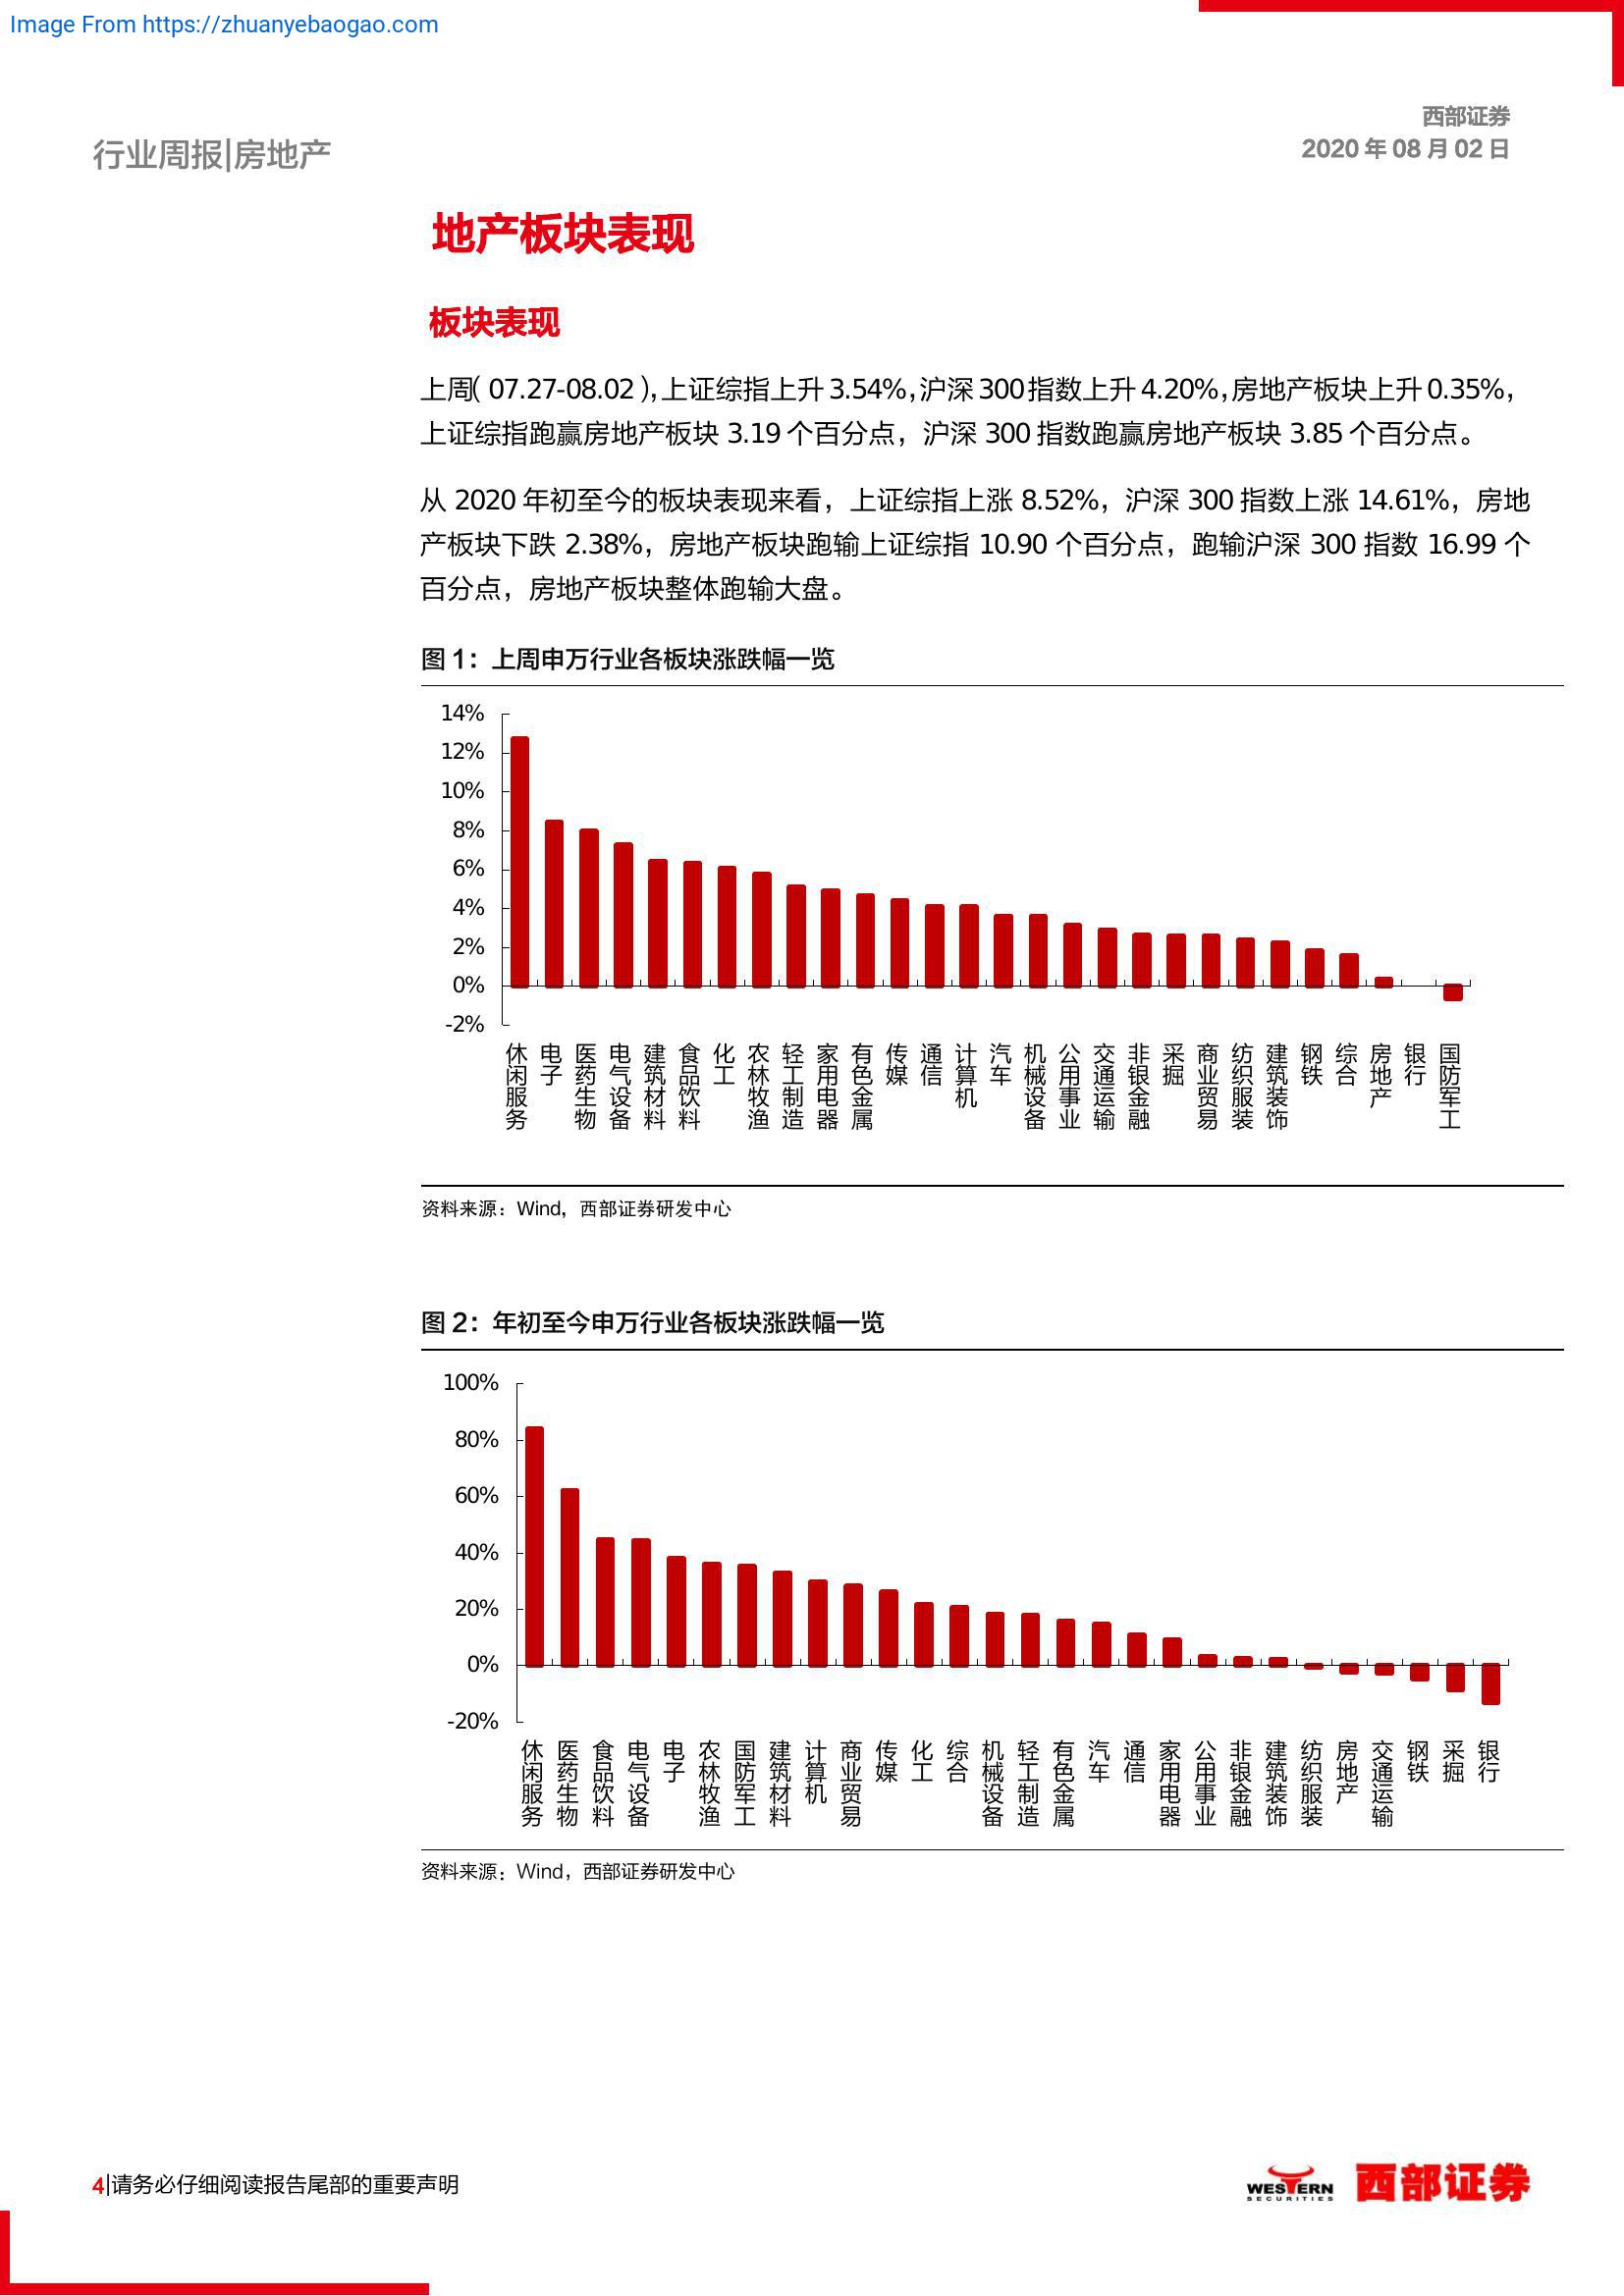 Image From https://zhuanyebaogao.com
西部证券
2020 年 08 月 02 日
行业周报|房地产
地产板块表现
板块表现
上周( 07.27-08.02 ),上证综指上升 3.54%,沪深 300 指数上升 4.20%,房地产板块上升 0.35%,
上证综指跑赢房地产板块 3.19 个百分点，沪深 300 指数跑赢房地产板块 3.85 个百分点。
从 2020 年初至今的板块表现来看，上证综指上涨 8.52%，沪深 300 指数上涨 14.61%，房地
产板块下跌 2.38%，房地产板块跑输上证综指 10.90 个百分点，跑输沪深 300 指数 16.99 个
百分点，房地产板块整体跑输大盘。
图 1：上周申万行业各板块涨跌幅一览
14%
12%
10%
8%
6%
4%
2%
0%
-2%
休闲服务
电子
医药生物
电气设备
建筑材料
食品饮料
化工
农林牧渔
轻工制造
家用电器
有色金属
传媒
通信
计算机
汽车
机械设备
公用事业
交通运输
非银金融
采掘
商业贸易
纺织服装
建筑装饰
钢铁
综合
房地产
银行
国防军工
资料来源：Wind，西部证券研发中心
图 2：年初至今申万行业各板块涨跌幅一览
100%
80%
60%
40%
20%
0%
-20%
休闲服务
医药生物
食品饮料
电气设备
电子
农林牧渔
国防军工
建筑材料
计算机
商业贸易
传媒
化工
综合
机械设备
轻工制造
有色金属
汽车
通信
家用电器
公用事业
非银金融
建筑装饰
纺织服装
房地产
交通运输
钢铁
采掘
银行
资料来源：Wind，西部证券研发中心
4|请务必仔细阅读报告尾部的重要声明
WESTERN
SECURITIES
西部证券